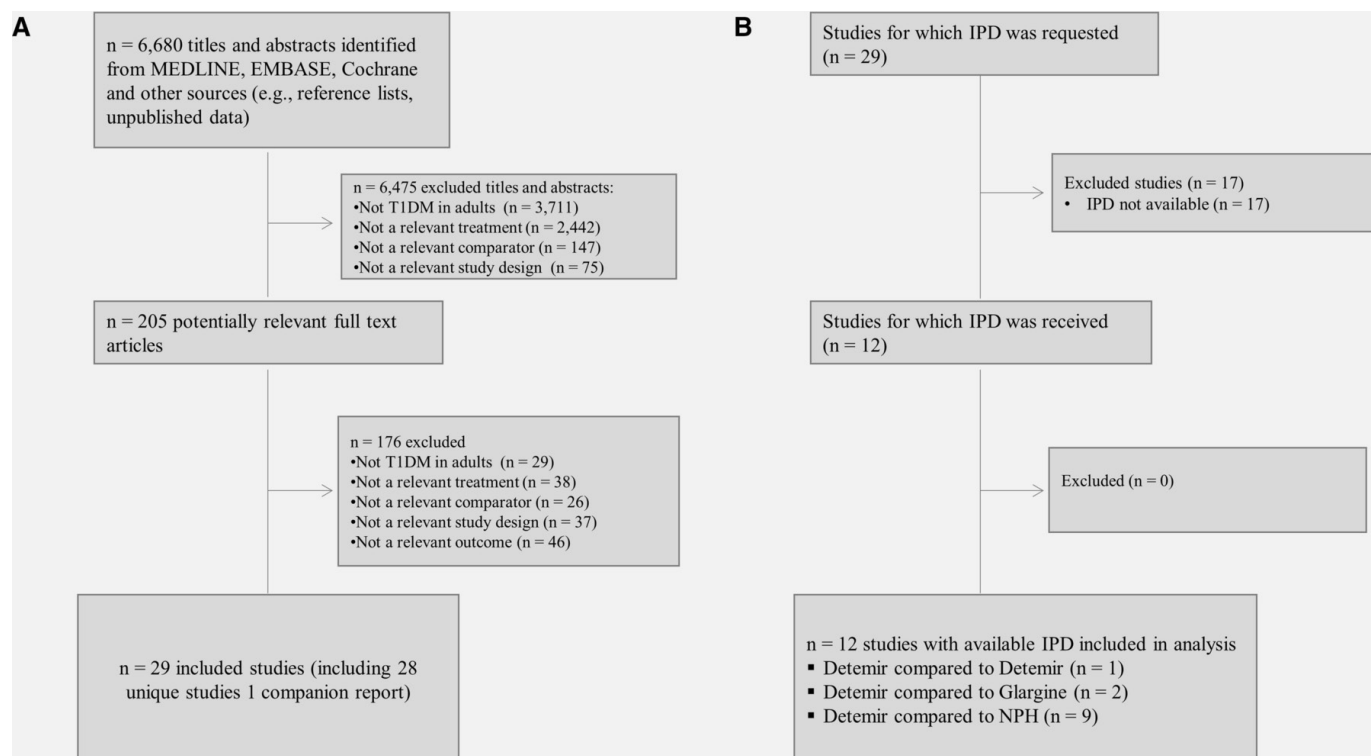 A
n = 6,680 titles and abstracts identified
from MEDLINE, EMBASE, Cochrane
and other sources (e.g., reference lists,
unpublished data)
n = 6,475 excluded titles and abstracts:
•Not T1DM in adults (n = 3,711)
•Not a relevant treatment (n = 2,442)
•Not a relevant comparator (n = 147)
•Not a relevant study design (n = 75)
n = 205 potentially relevant full text
articles
n = 176 excluded
•Not T1DM in adults (n = 29)
•Not a relevant treatment (n = 38)
•Not a relevant comparator (n = 26)
•Not a relevant study design (n = 37)
•Not a relevant outcome (n = 46)
n = 29 included studies (including 28
unique studies 1 companion report)
B
Studies for which IPD was requested
(n = 29)
Excluded studies (n = 17)
• IPD not available (n = 17)
Studies for which IPD was received
(n = 12)
Excluded (n = 0)
n = 12 studies with available IPD included in analysis
▪ Detemir compared to Detemir (n = 1)
▪ Detemir compared to Glargine (n = 2)
▪ Detemir compared to NPH (n = 9)